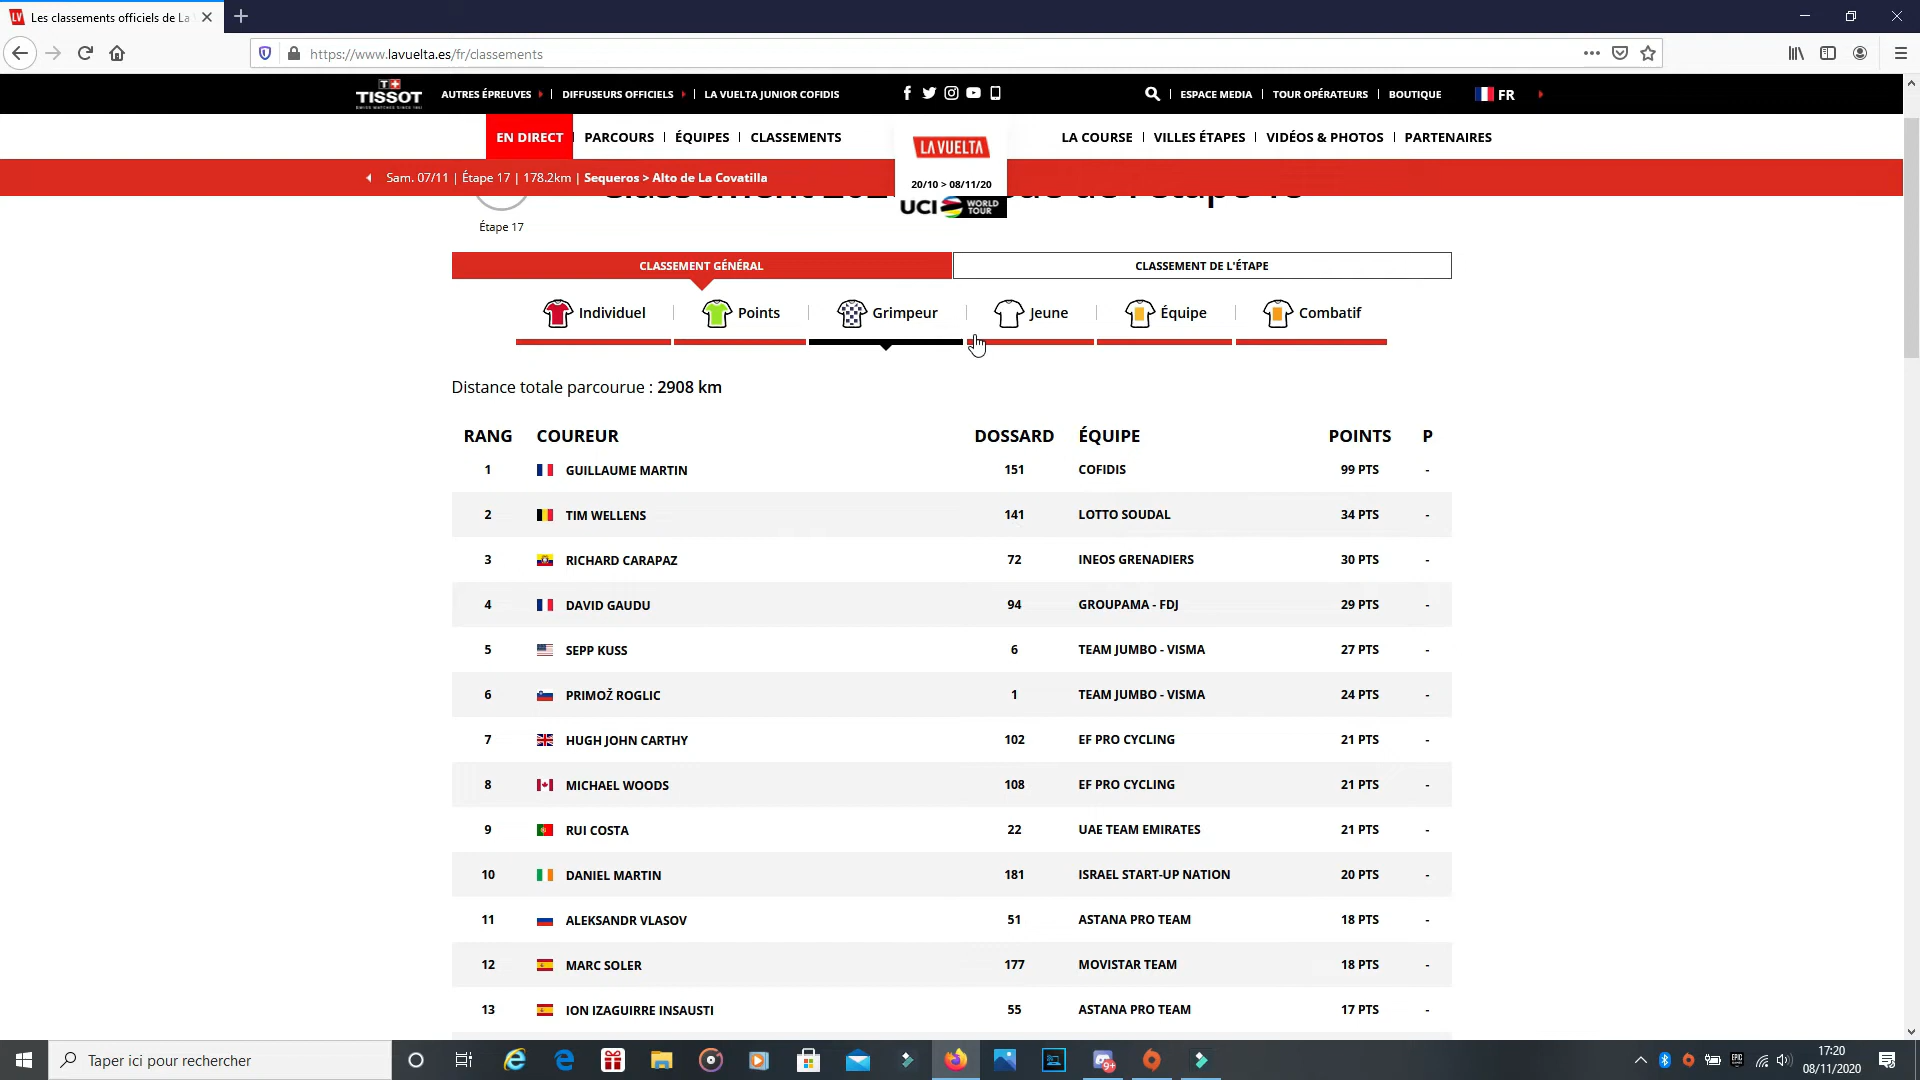 Les classements officiels de La
https://www.lavuelta.es/fr/classements
TISSOT
AUTRES ÉPREUVES | DIFFUSEURS OFFICIELS | LA VUELTA JUNIOR COFIDIS
ESPACE MEDIA | TOUR OPÉRATEURS | BOUTIQUE
FR
EN DIRECT
PARCOURS
ÉQUIPES
CLASSEMENTS
LA VUELTA
20/10 > 08/11/20
UCI WORLD TOUR
LA COURSE
VILLES ÉTAPES
VIDÉOS & PHOTOS
PARTENAIRES
Sam. 07/11 | Étape 17 | 178.2km | Sequeros > Alto de La Covatilla
Étape 17
CLASSEMENT GÉNÉRAL
CLASSEMENT DE L'ÉTAPE
Individuel
Points
Grimpeur
Jeune
Équipe
Combatif
Distance totale parcourue : 2908 km
RANG COUREUR DOSSARD ÉQUIPE POINTS P
1 GUILLAUME MARTIN 151 COFIDIS 99 PTS -
2 TIM WELLENS 141 LOTTO SOUDAL 34 PTS -
3 RICHARD CARAPAZ 72 INEOS GRENADIERS 30 PTS -
4 DAVID GAUDU 94 GROUPAMA - FDJ 29 PTS -
5 SEPP KUSS 6 TEAM JUMBO - VISMA 27 PTS -
6 PRIMOŽ ROGLIC 1 TEAM JUMBO - VISMA 24 PTS -
7 HUGH JOHN CARTHY 102 EF PRO CYCLING 21 PTS -
8 MICHAEL WOODS 108 EF PRO CYCLING 21 PTS -
9 RUI COSTA 22 UAE TEAM EMIRATES 21 PTS -
10 DANIEL MARTIN 181 ISRAEL START-UP NATION 20 PTS -
11 ALEKSANDR VLASOV 51 ASTANA PRO TEAM 18 PTS -
12 MARC SOLER 177 MOVISTAR TEAM 18 PTS -
13 ION IZAGUIRRE INSAUSTI 55 ASTANA PRO TEAM 17 PTS -
Taper ici pour rechercher
17:20
08/11/2020